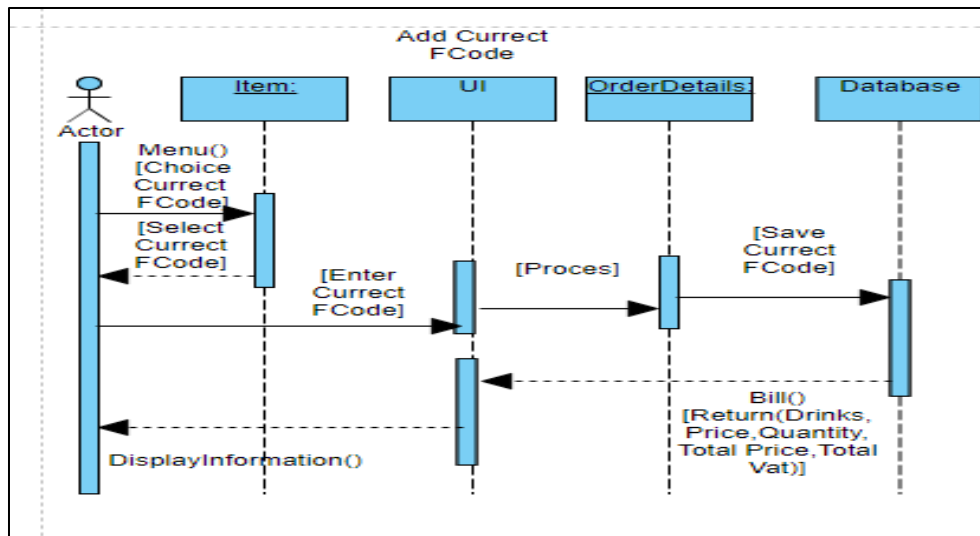 Add Currect
FCode
Item:
UI
OrderDetails:
Database
Actor
Menu()
[Choice
Currect
FCode]
[Select
Currect
FCode]
[Enter
Currect
FCode]
[Proces]
[Save
Currect
FCode]
Bill()
[Return(Drinks,
Price,Quantity,
Total Price,Total
Vat)]
DisplayInformation()